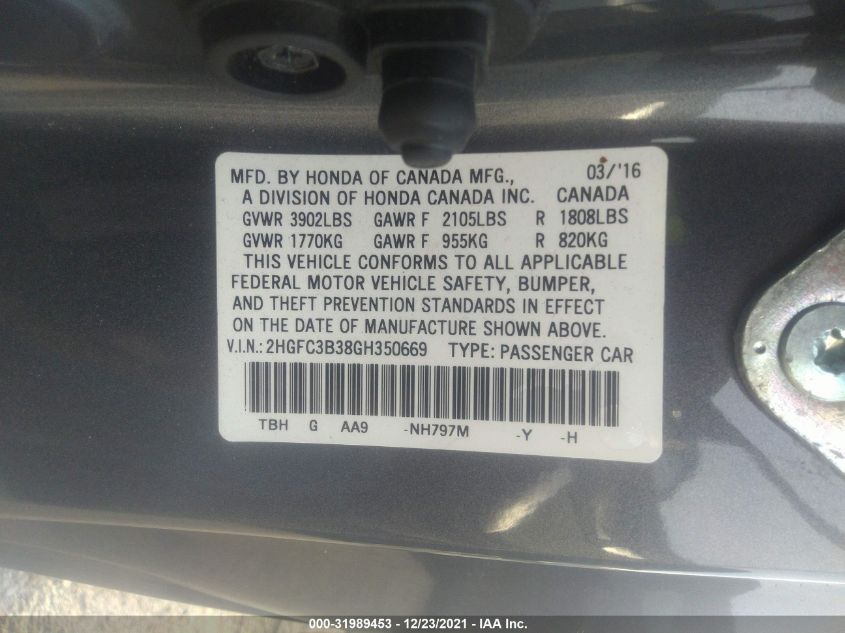 MFD. BY HONDA OF CANADA MFG., 03/'16
A DIVISION OF HONDA CANADA INC. CANADA
GVWR 3902LBS GAWR F 2105LBS R 1808LBS
GVWR 1770KG GAWR F 955KG R 820KG
THIS VEHICLE CONFORMS TO ALL APPLICABLE
FEDERAL MOTOR VEHICLE SAFETY, BUMPER,
AND THEFT PREVENTION STANDARDS IN EFFECT
ON THE DATE OF MANUFACTURE SHOWN ABOVE.
V.I.N.: 2HGFC3B38GH350669 TYPE: PASSENGER CAR
TBH G AA9 -NH797M -Y -H
000-31989453 - 12/23/2021 - IAA Inc.